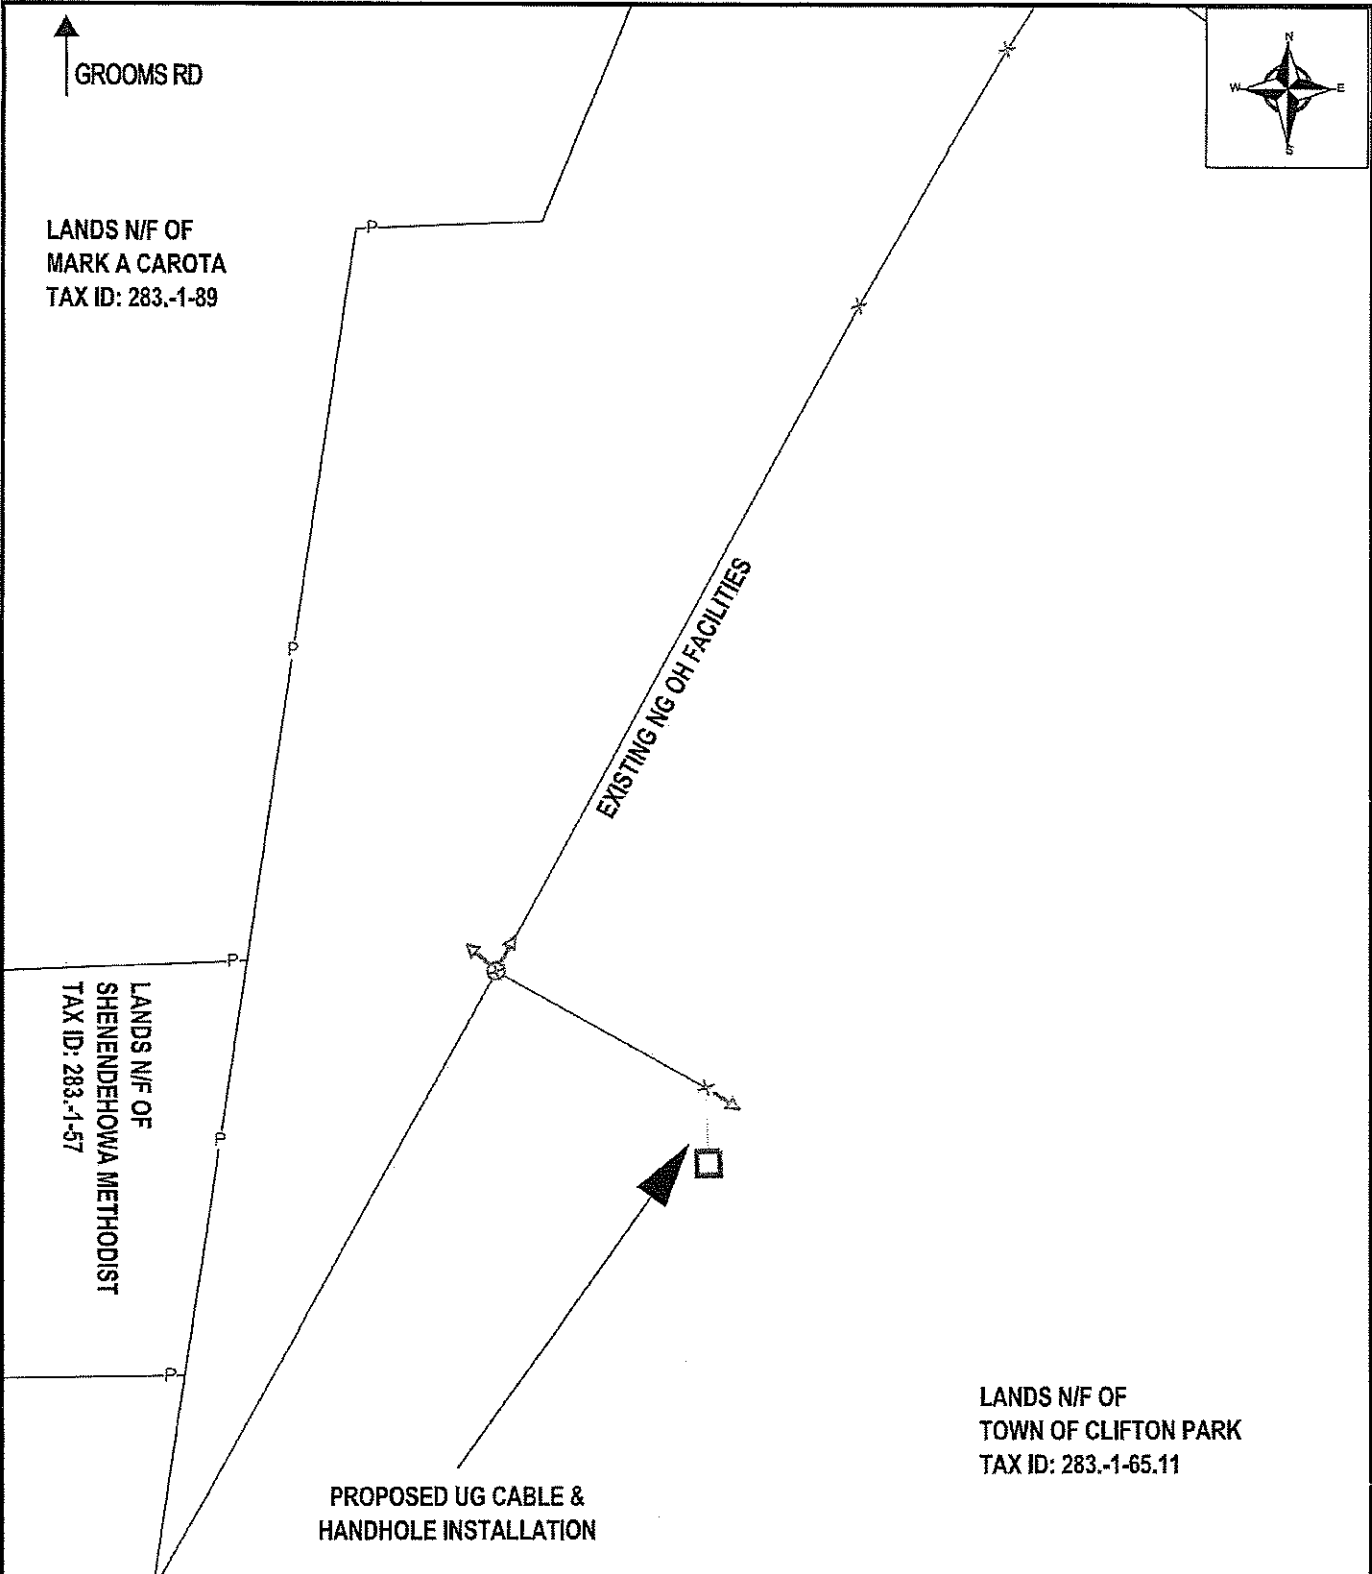 GROOMS RD
N
W E
S
LANDS N/F OF
MARK A CAROTA
TAX ID: 283.-1-89
P
P
EXISTING NG OH FACILITIES
P
LANDS N/F OF
SHENENDEHOWA METHODIST
TAX ID: 283.-1-57
P
P
PROPOSED UG CABLE &
HANDHOLE INSTALLATION
LANDS N/F OF
TOWN OF CLIFTON PARK
TAX ID: 283.-1-65.11